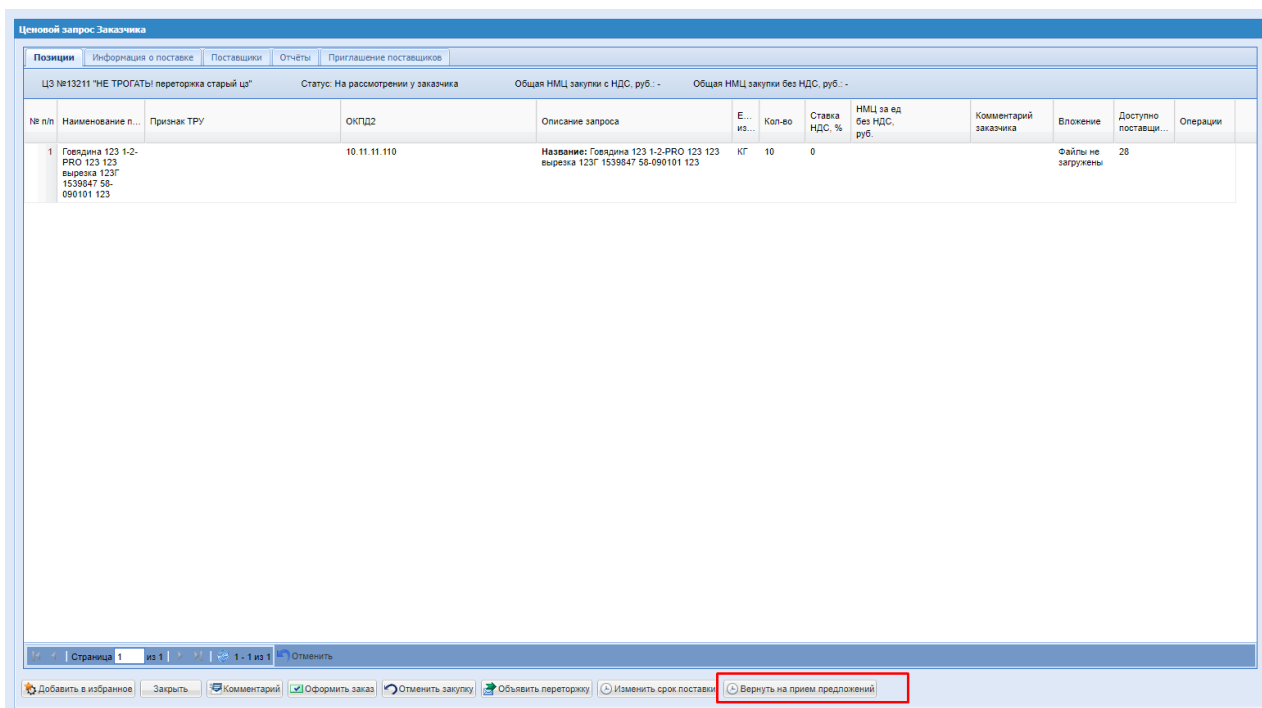 Ценовой запрос Заказчика
Позиции Информация о поставке Поставщики Отчёты Приглашение поставщиков
ЦЗ №13211 "НЕ ТРОГАТЬ! переторжка старый цз" Статус: На рассмотрении у заказчика Общая НМЦ закупки с НДС, руб.: - Общая НМЦ закупки без НДС, руб.: -
№ п/п Наименование п... Признак ТРУ ОКПД2 Описание запроса Е... из... Кол-во Ставка НДС, % НМЦ за ед без НДС, руб. Комментарий заказчика Вложение Доступно поставщи... Операции
1 Говядина 123 1-2- 10.11.11.110 Название: Говядина 123 1-2-PRO 123 123 КГ 10 0 Файлы не 28
PRO 123 123 вырезка 123Г 1539847 58-090101 123 загружены
вырезка 123Г
1539847 58-
090101 123
Страница 1 из 1 1 - 1 из 1 Отменить
Добавить в избранное Закрыть Комментарий Оформить заказ Отменить закупку Объявить переторжку Изменить срок поставки Вернуть на прием предложений